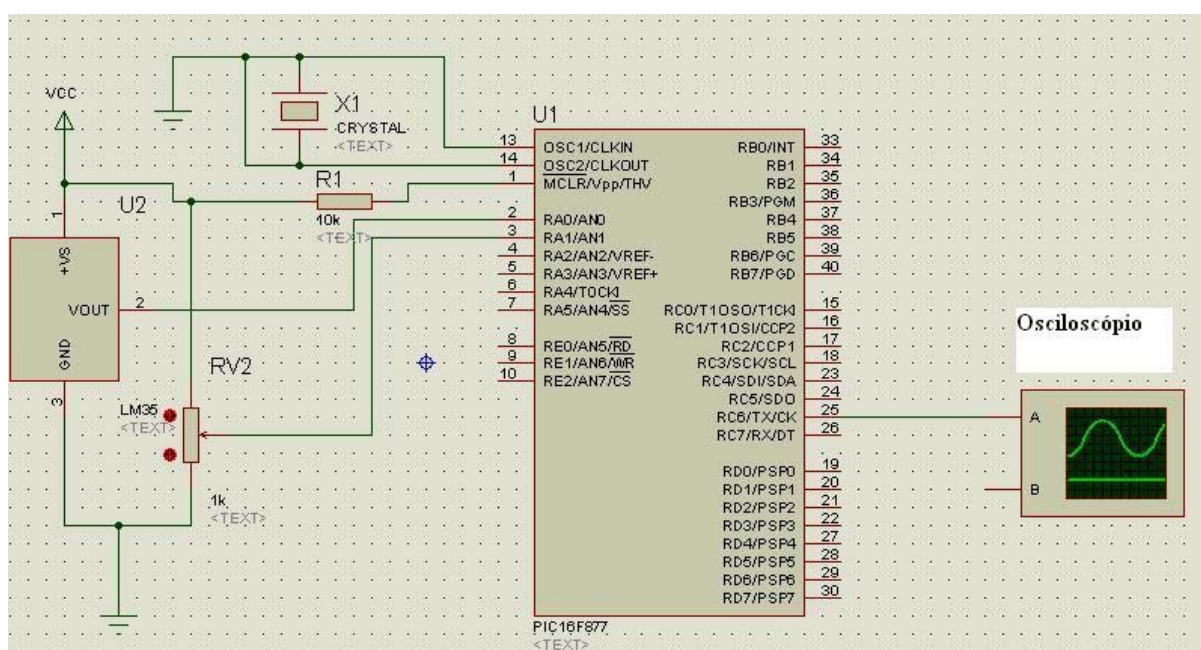 VCC
X1
CRYSTAL
<TEXT>
R1
10k
<TEXT>
U2
1
+VS
VOUT
2
GND
3
LM35
<TEXT>
RV2
1k
<TEXT>
U1
13
OSC1/CLKIN
14
OSC2/CLKOUT
1
MCLR/Vpp/THV
2
RA0/AN0
3
RA1/AN1
4
RA2/AN2/VREF-
5
RA3/AN3/VREF+
6
RA4/T0CKI
7
RA5/AN4/SS
8
RE0/AN5/RD
9
RE1/AN6/WR
10
RE2/AN7/CS
RB0/INT
33
RB1
34
RB2
35
RB3/PGM
36
RB4
37
RB5
38
RB6/PGC
39
RB7/PGD
40
RC0/T1OSO/T1CKI
15
RC1/T1OSI/CCP2
16
RC2/CCP1
17
RC3/SCK/SCL
18
RC4/SDI/SDA
23
RC5/SDO
24
RC6/TX/CK
25
RC7/RX/DT
26
RD0/PSP0
19
RD1/PSP1
20
RD2/PSP2
21
RD3/PSP3
22
RD4/PSP4
27
RD5/PSP5
28
RD6/PSP6
29
RD7/PSP7
30
PIC16F877
<TEXT>
Osciloscópio
A
B